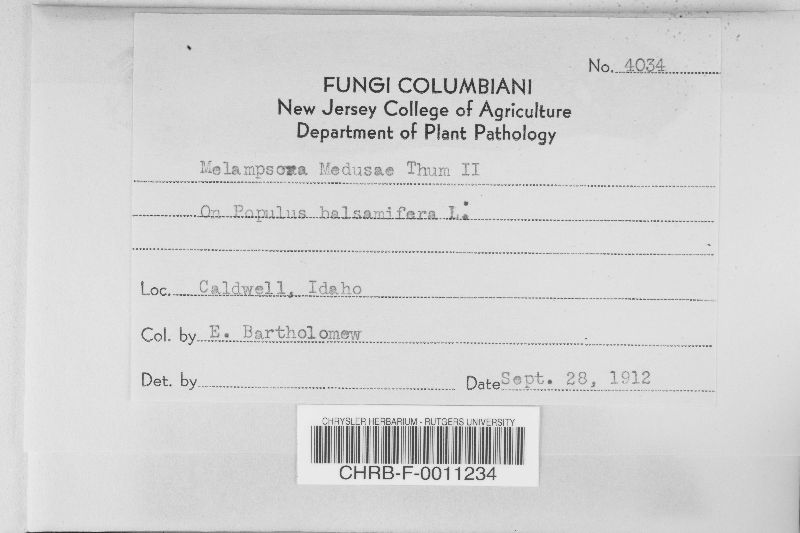 No. 4034
FUNGI COLUMBIANI
New Jersey College of Agriculture
Department of Plant Pathology
Melampsora Medusae Thum II
On Populus balsamifera L.
Loc. Caldwell, Idaho
Col. by E. Bartholomew
Det. by
Date Sept. 28, 1912
CHRYSLER HERBARIUM - RUTGERS UNIVERSITY
CHRB-F-0011234